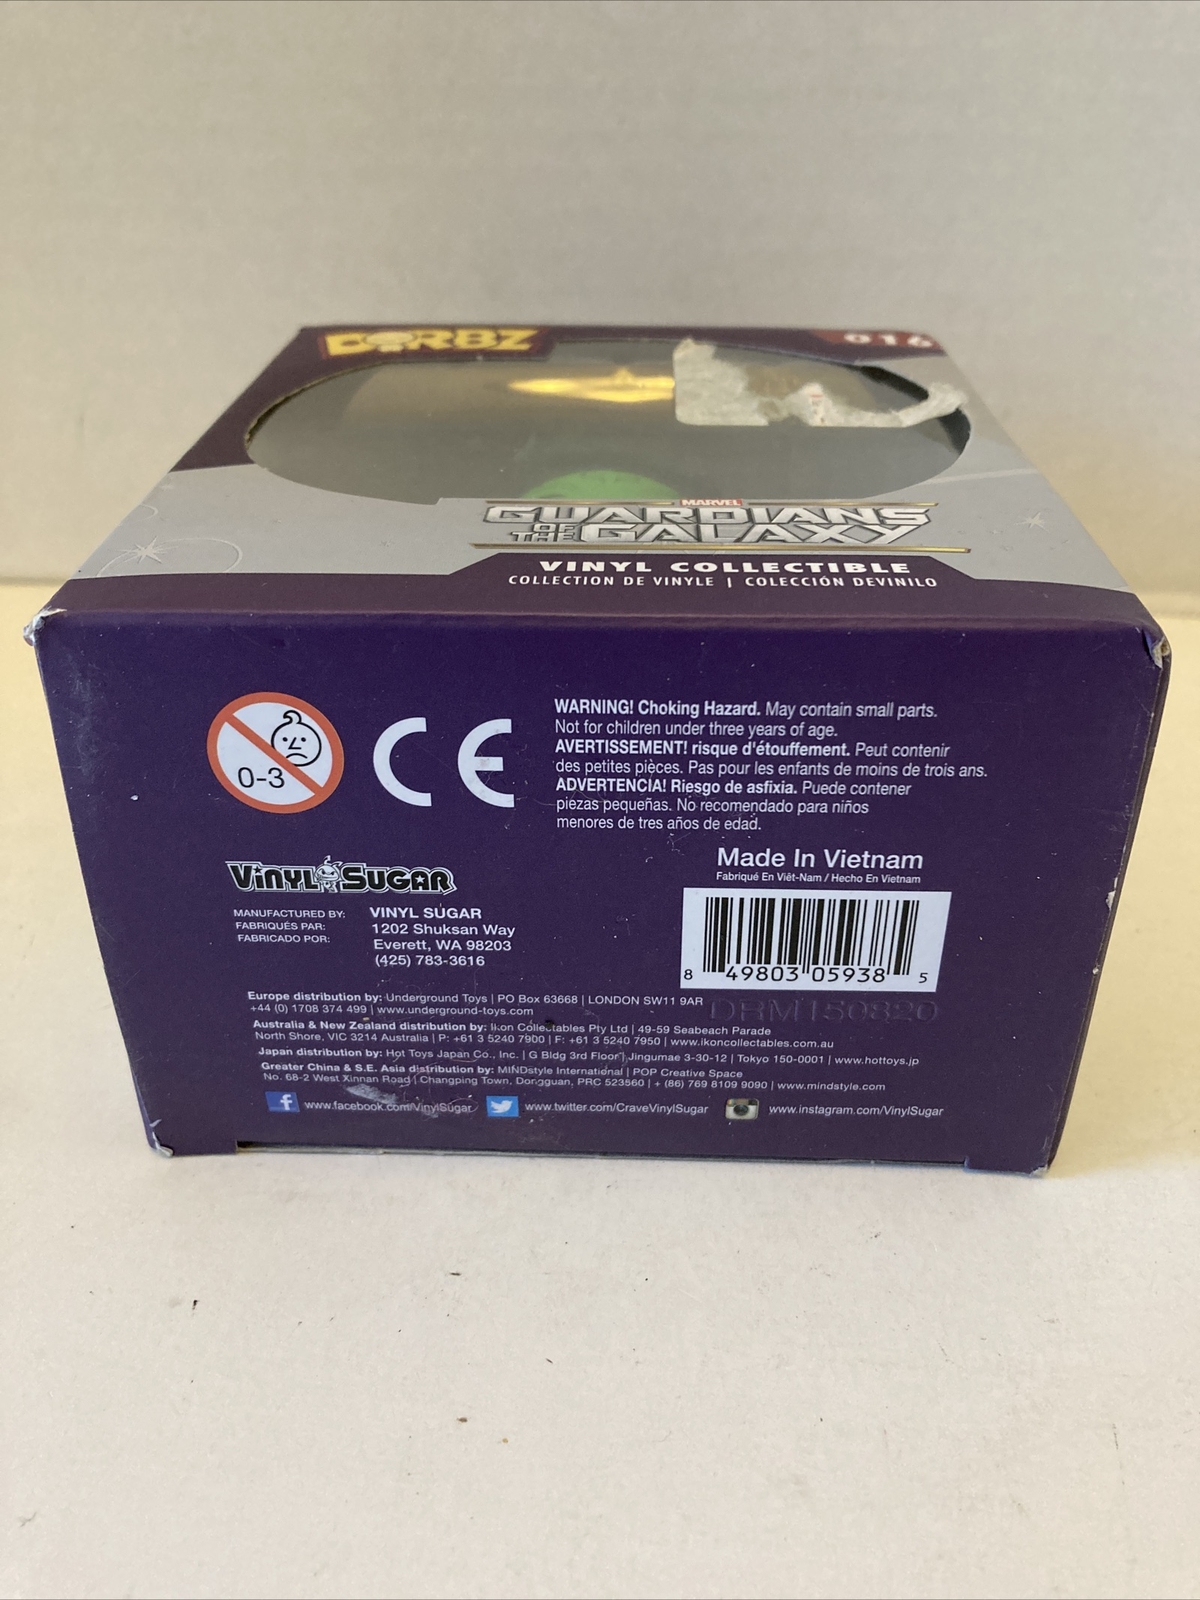 DORBZ
016
MARVEL
GUARDIANS
OF THE GALAXY
VINYL COLLECTIBLE
COLLECTION DE VINYLE | COLECCIÓN DEVINILO
0-3
CE
WARNING! Choking Hazard. May contain small parts.
Not for children under three years of age.
AVERTISSEMENT! risque d'étouffement. Peut contenir
des petites pièces. Pas pour les enfants de moins de trois ans.
ADVERTENCIA! Riesgo de asfixia. Puede contener
piezas pequeñas. No recomendado para niños
menores de tres años de edad.
Made In Vietnam
Fabriqué En Viêt-Nam / Hecho En Vietnam
8 49803 05938 5
VINYL SUGAR
MANUFACTURED BY:
FABRIQUÉS PAR:
FABRICADO POR:
VINYL SUGAR
1202 Shuksan Way
Everett, WA 98203
(425) 783-3616
DRM150820
Europe distribution by: Underground Toys | PO Box 63668 | LONDON SW11 9AR
+44 (0) 1708 374 499 | www.underground-toys.com
Australia & New Zealand distribution by: Ikon Collectables Pty Ltd | 49-59 Seabeach Parade
North Shore, VIC 3214 Australia | P: +61 3 5240 7900 | F: +61 3 5240 7950 | www.ikoncollectables.com.au
Japan distribution by: Hot Toys Japan Co., Inc. | G Bldg 3rd Floor | Jingumae 3-30-12 | Tokyo 150-0001 | www.hottoys.jp
Greater China & S.E. Asia distribution by: MINDstyle International | POP Creative Space
No. 68-2 West Xinnan Road | Changping Town, Dongguan, PRC 523560 | + (86) 769 8109 9090 | www.mindstyle.com
www.facebook.com/VinylSugar www.twitter.com/CraveVinylSugar www.instagram.com/VinylSugar